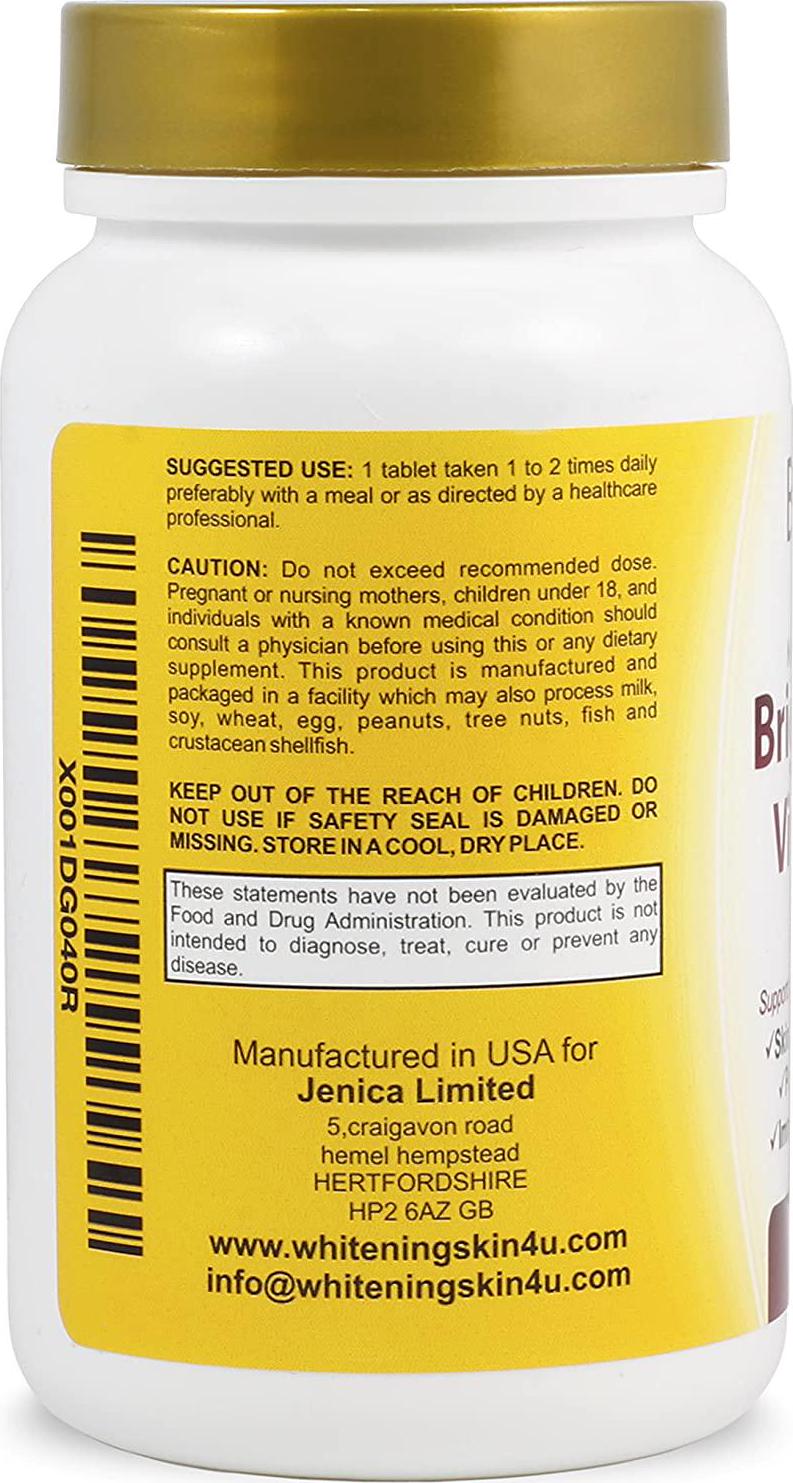 SUGGESTED USE: 1 tablet taken 1 to 2 times daily
preferably with a meal or as directed by a healthcare
professional.
CAUTION: Do not exceed recommended dose.
Pregnant or nursing mothers, children under 18, and
individuals with a known medical condition should
consult a physician before using this or any dietary
supplement. This product is manufactured and
packaged in a facility which may also process milk,
soy, wheat, egg, peanuts, tree nuts, fish and
crustacean shellfish.
KEEP OUT OF THE REACH OF CHILDREN. DO
NOT USE IF SAFETY SEAL IS DAMAGED OR
MISSING. STORE IN A COOL, DRY PLACE.
These statements have not been evaluated by the
Food and Drug Administration. This product is not
intended to diagnose, treat, cure or prevent any
disease.
Manufactured in USA for
Jenica Limited
5,craigavon road
hemel hempstead
HERTFORDSHIRE
HP2 6AZ GB
www.whiteningskin4u.com
info@whiteningskin4u.com
X001DG040R